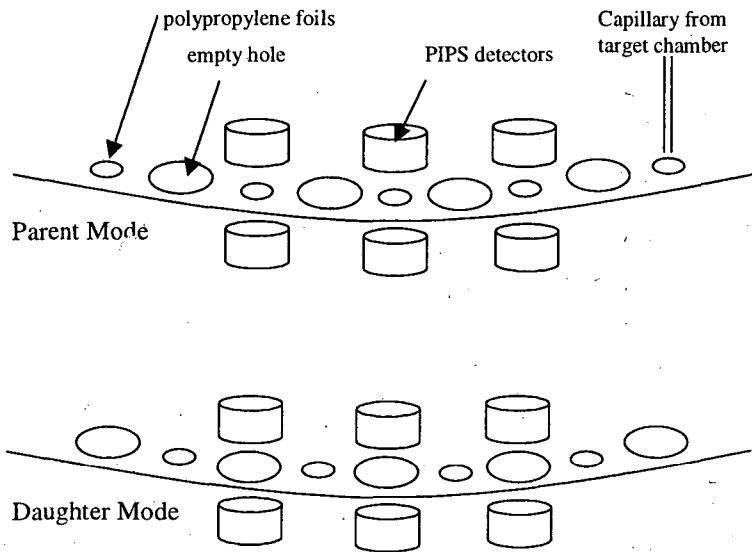 polypropylene foils
empty hole
PIPS detectors
Capillary from
target chamber
Parent Mode
Daughter Mode